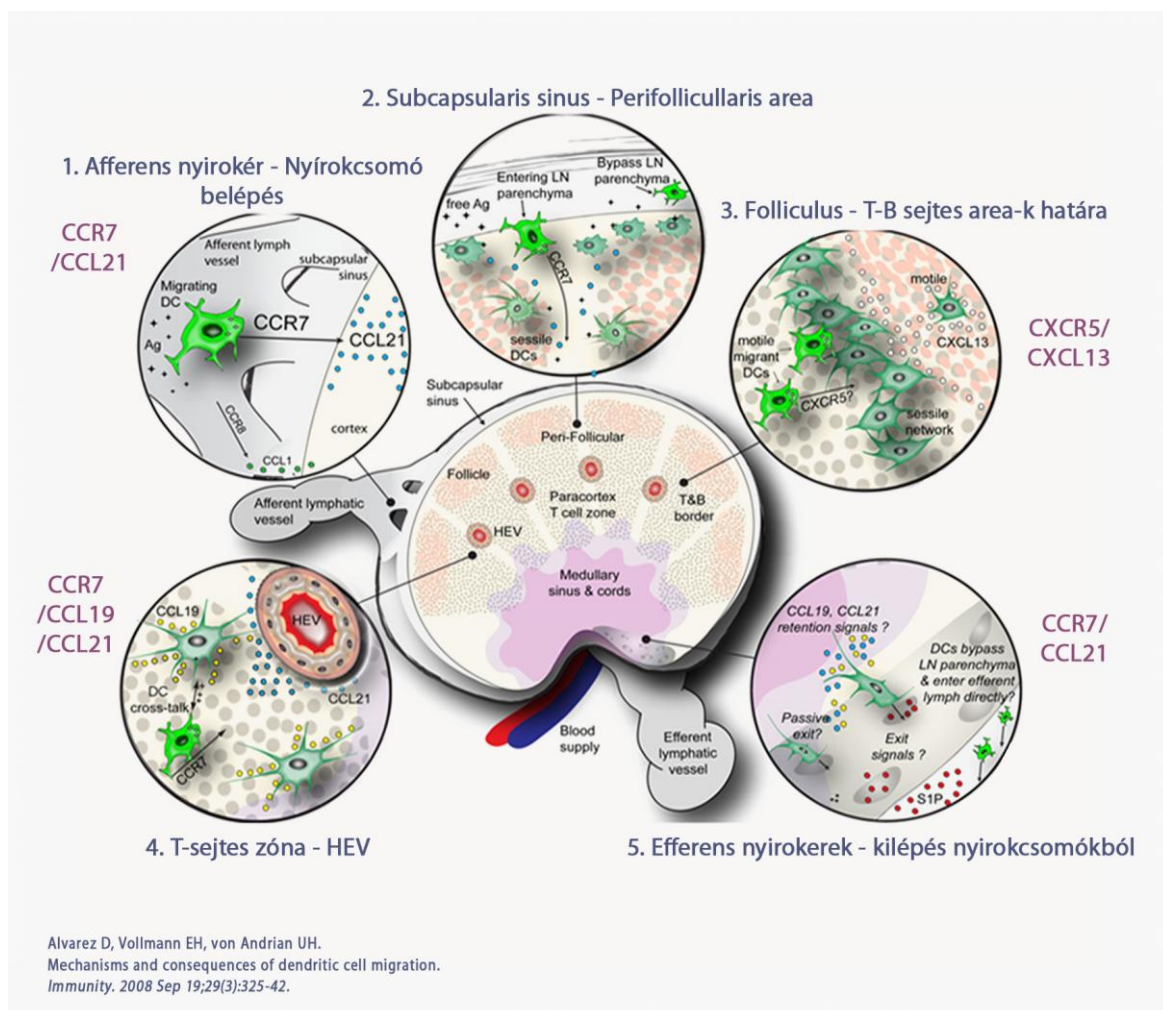 2. Subcapsularis sinus - Perifollicullaris area
1. Afferens nyirokér - Nyírokcsomó
belépés
CCR7
/CCL21
Afferent lymph
vessel
subcapsular
sinus
Migrating
DC
CCR7
CCL21
Ag
CCR8
CCL1
cortex
Entering LN
parenchyma
Bypass LN
parenchyma
free Ag
CCR7
sessile
DCs
3. Folliculus - T-B sejtes area-k határa
motile
CXCL13
motile
migrant
DCs
CXCR5?
sessile
network
CXCR5/
CXCL13
Subcapsular
sinus
Peri-Follicular
Follicle
Paracortex
T cell zone
T&B
border
HEV
Afferent lymphatic
vessel
Medullary
sinus & cords
Blood
supply
Efferent
lymphatic
vessel
CCR7
/CCL19
/CCL21
CCL19
HEV
CCL21
DC
cross-talk
CCR7
4. T-sejtes zóna - HEV
CCL19, CCL21
retention signals ?
DCs bypass
LN parenchyma
& enter efferent
lymph directly?
Passive
exit?
Exit
signals ?
S1P
CCR7/
CCL21
5. Efferens nyirokerek - kilépés nyirokcsomókból
Alvarez D, Vollmann EH, von Andrian UH.
Mechanisms and consequences of dendritic cell migration.
Immunity. 2008 Sep 19;29(3):325-42.